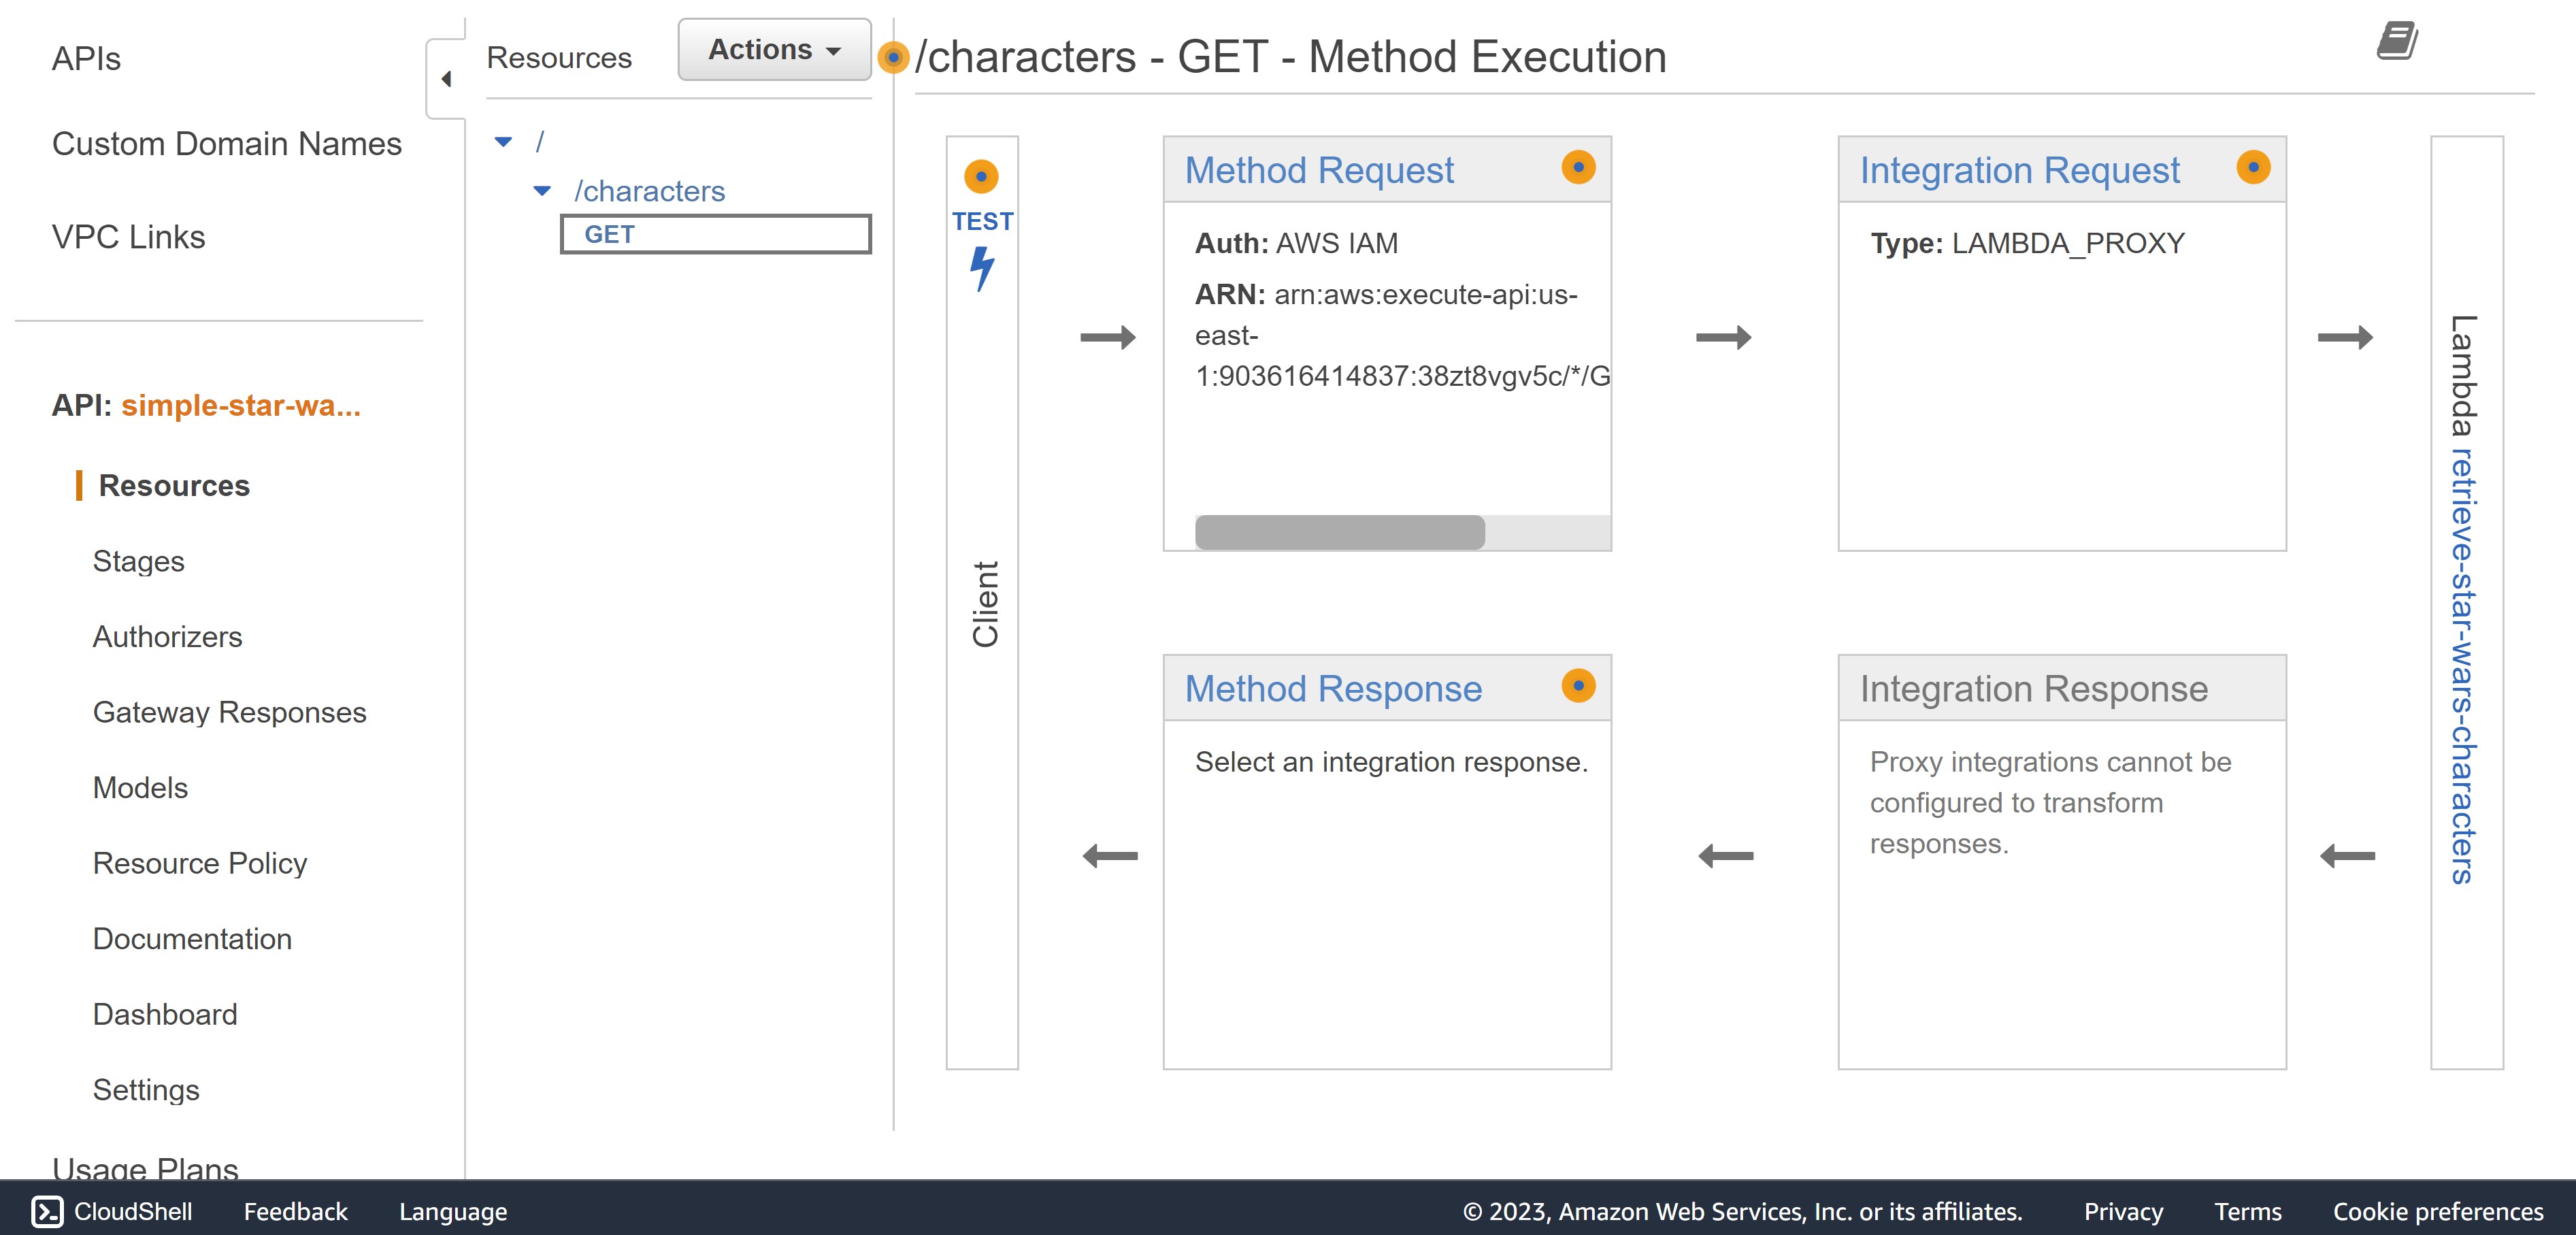 APIs
Custom Domain Names
VPC Links
API: simple-star-wa...
Resources
Stages
Authorizers
Gateway Responses
Models
Resource Policy
Documentation
Dashboard
Settings
Usage Plans
Resources
Actions
/
/characters
GET
/characters - GET - Method Execution
TEST
Client
Method Request
Auth: AWS IAM
ARN: arn:aws:execute-api:us-
east-
1:903616414837:38zt8vgv5c/*/G
Integration Request
Type: LAMBDA_PROXY
Lambda retrieve-star-wars-characters
Method Response
Select an integration response.
Integration Response
Proxy integrations cannot be
configured to transform
responses.
CloudShell
Feedback
Language
© 2023, Amazon Web Services, Inc. or its affiliates.
Privacy
Terms
Cookie preferences